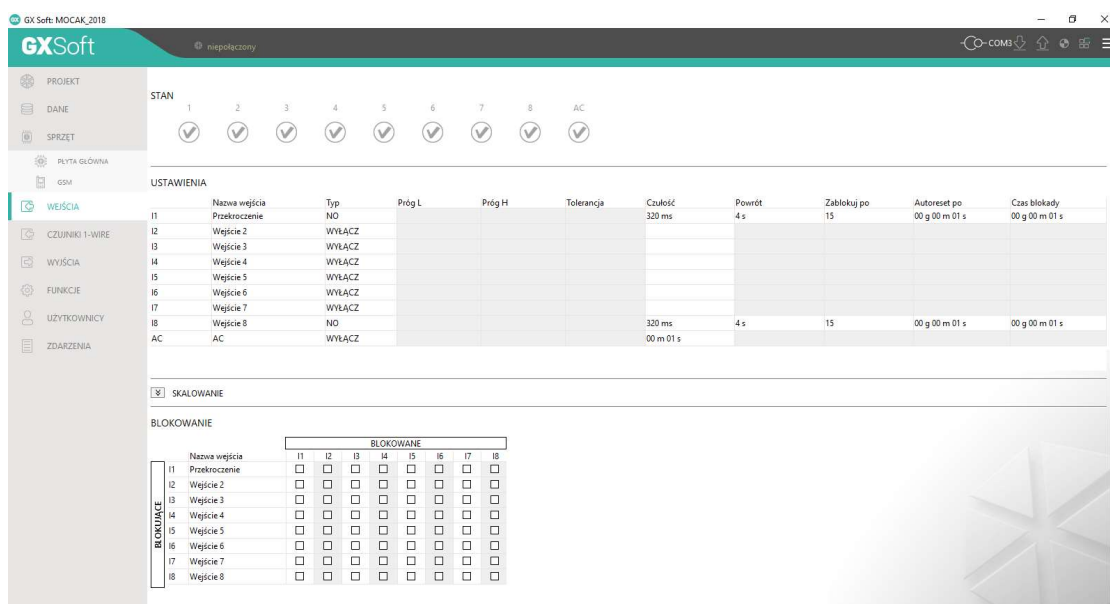 GX GX Soft: MOCAK_2018
GXSoft
niepołączony
COM3
PROJEKT
DANE
SPRZĘT
PŁYTA GŁÓWNA
GSM
WEJŚCIA
CZUJNIKI 1-WIRE
WYJŚCIA
FUNKCJE
UŻYTKOWNICY
ZDARZENIA
STAN
1 2 3 4 5 6 7 8 AC
USTAWIENIA
Nazwa wejścia Typ Próg L Próg H Tolerancja Czułość Powrót Zablokuj po Autoreset po Czas blokady
I1 Przekroczenie NO 320 ms 4 s 15 00 g 00 m 01 s 00 g 00 m 01 s
I2 Wejście 2 WYŁĄCZ
I3 Wejście 3 WYŁĄCZ
I4 Wejście 4 WYŁĄCZ
I5 Wejście 5 WYŁĄCZ
I6 Wejście 6 WYŁĄCZ
I7 Wejście 7 WYŁĄCZ
I8 Wejście 8 NO 320 ms 4 s 15 00 g 00 m 01 s 00 g 00 m 01 s
AC AC WYŁĄCZ 00 m 01 s
SKALOWANIE
BLOKOWANIE
BLOKOWANE
Nazwa wejścia I1 I2 I3 I4 I5 I6 I7 I8
BLOKUJĄCE
I1 Przekroczenie
I2 Wejście 2
I3 Wejście 3
I4 Wejście 4
I5 Wejście 5
I6 Wejście 6
I7 Wejście 7
I8 Wejście 8